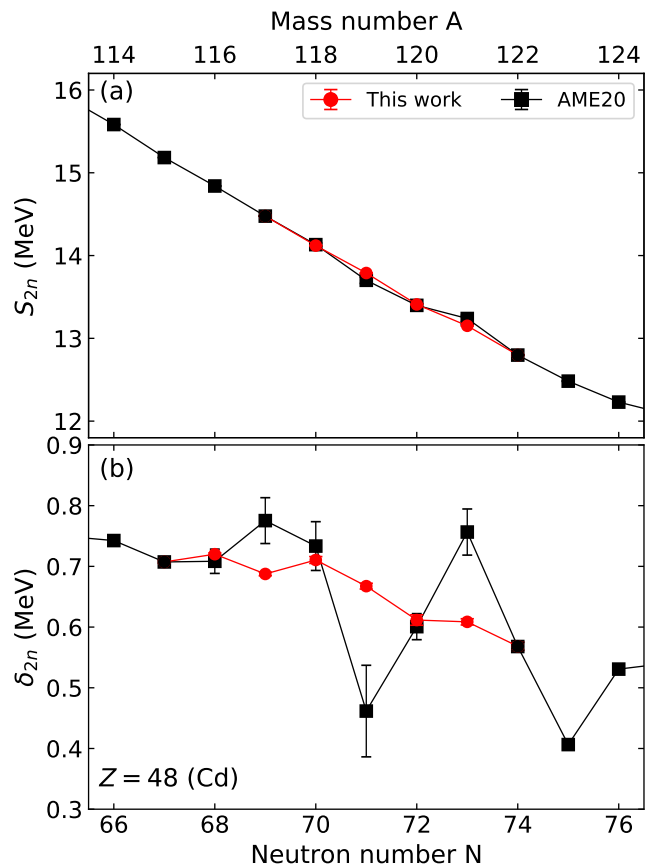 Mass number A
114 116 118 120 122 124
(a)
This work AME20
16
15
14
13
12
S₂ₙ (MeV)
(b)
0.9
0.8
0.7
0.6
0.5
0.4
0.3
δ₂ₙ (MeV)
Z = 48 (Cd)
66 68 70 72 74 76
Neutron number N